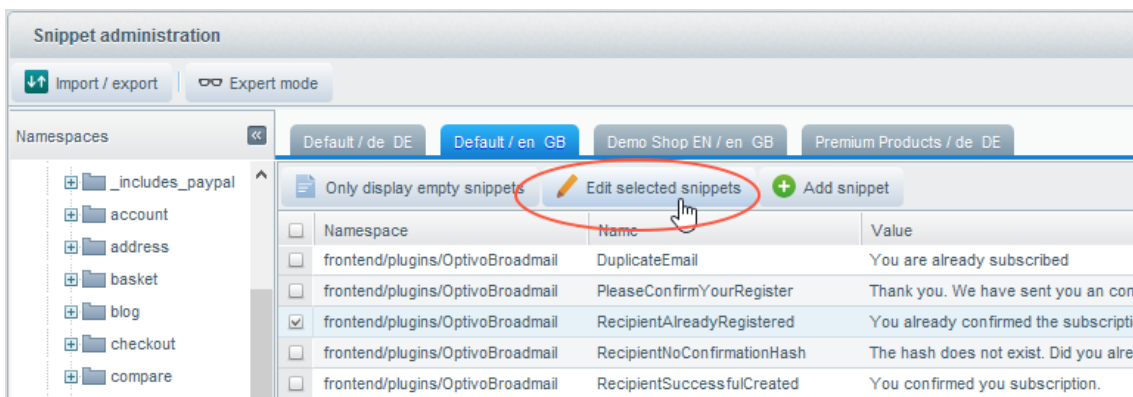 Snippet administration
Import / export Expert mode
Namespaces
Default / de DE Default / en GB Demo Shop EN / en GB Premium Products / de DE
_includes_paypal
account
address
basket
blog
checkout
compare
Only display empty snippets Edit selected snippets Add snippet
Namespace Name Value
frontend/plugins/OptivoBroadmail DuplicateEmail You are already subscribed
frontend/plugins/OptivoBroadmail PleaseConfirmYourRegister Thank you. We have sent you an con
frontend/plugins/OptivoBroadmail RecipientAlreadyRegistered You already confirmed the subscripti
frontend/plugins/OptivoBroadmail RecipientNoConfirmationHash The hash does not exist. Did you alre
frontend/plugins/OptivoBroadmail RecipientSuccessfulCreated You confirmed you subscription.